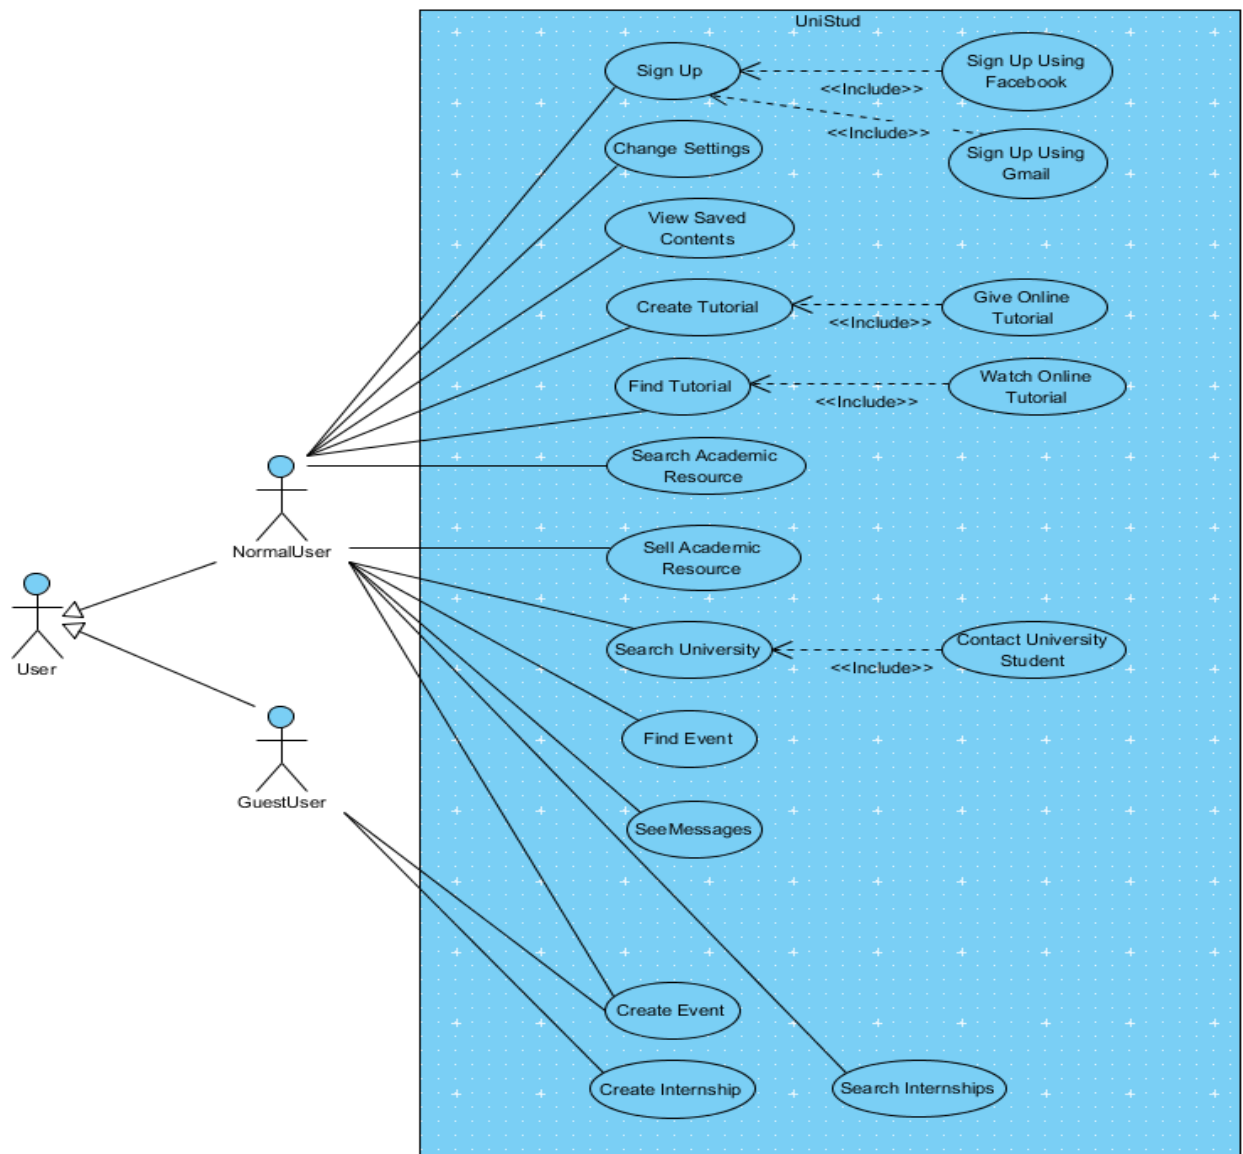 UniStud
Sign Up
Sign Up Using
Facebook
<<Include>>
<<Include>>
Change Settings
Sign Up Using
Gmail
View Saved
Contents
Create Tutorial
Give Online
Tutorial
<<Include>>
Find Tutorial
Watch Online
Tutorial
<<Include>>
Search Academic
Resource
NormalUser
Sell Academic
Resource
User
Search University
Contact University
Student
<<Include>>
Find Event
GuestUser
SeeMessages
Create Event
Create Internship
Search Internships